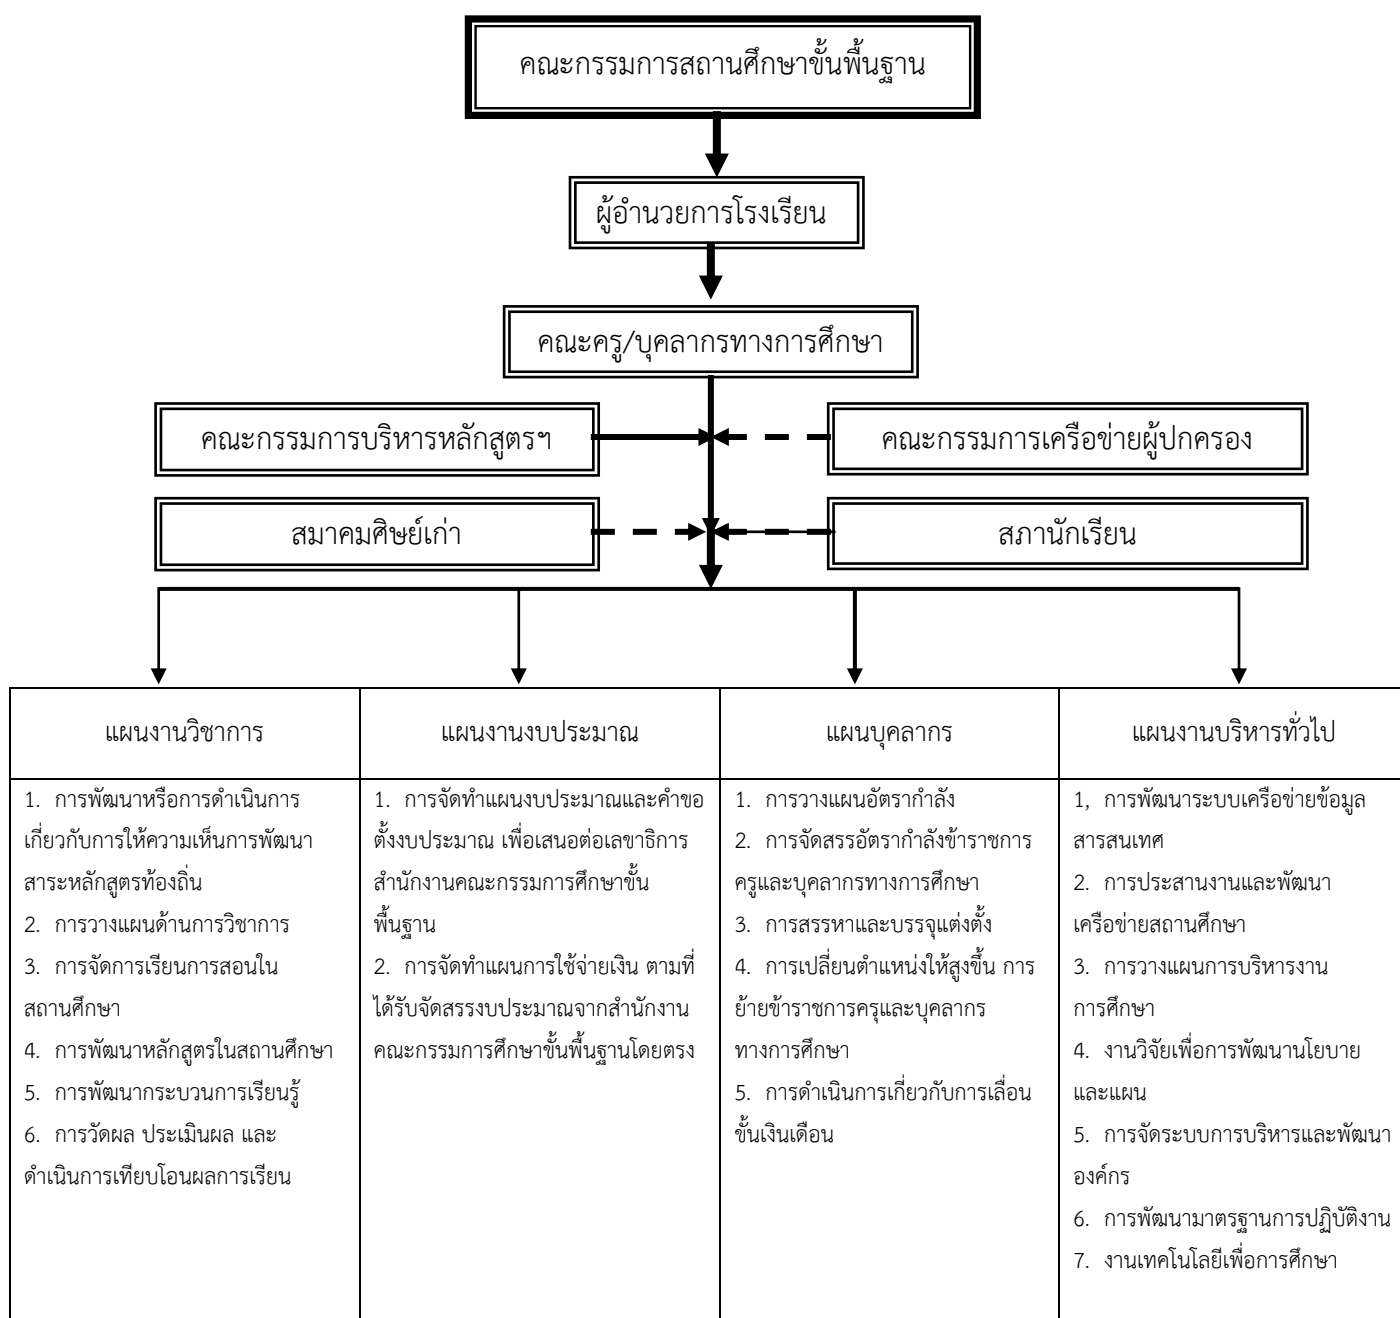 คณะกรรมการสถานศึกษาขั้นพื้นฐาน
ผู้อำนวยการโรงเรียน
คณะครู/บุคลากรทางการศึกษา
คณะกรรมการบริหารหลักสูตรฯ
คณะกรรมการเครือข่ายผู้ปกครอง
สมาคมศิษย์เก่า
สภานักเรียน
แผนงานวิชาการ
1. การพัฒนาหรือการดำเนินการ
เกี่ยวกับการให้ความเห็นการพัฒนา
สาระหลักสูตรท้องถิ่น
2. การวางแผนด้านการวิชาการ
3. การจัดการเรียนการสอนใน
สถานศึกษา
4. การพัฒนาหลักสูตรในสถานศึกษา
5. การพัฒนากระบวนการเรียนรู้
6. การวัดผล ประเมินผล และ
ดำเนินการเทียบโอนผลการเรียน
แผนงานงบประมาณ
1. การจัดทำแผนงบประมาณและคำขอ
ตั้งงบประมาณ เพื่อเสนอต่อเลขาธิการ
สำนักงานคณะกรรมการศึกษาขั้น
พื้นฐาน
2. การจัดทำแผนการใช้จ่ายเงิน ตามที่
ได้รับจัดสรรงบประมาณจากสำนักงาน
คณะกรรมการศึกษาขั้นพื้นฐานโดยตรง
แผนบุคลากร
1. การวางแผนอัตรากำลัง
2. การจัดสรรอัตรากำลังข้าราชการ
ครูและบุคลากรทางการศึกษา
3. การสรรหาและบรรจุแต่งตั้ง
4. การเปลี่ยนตำแหน่งให้สูงขึ้น การ
ย้ายข้าราชการครุและบุคลากร
ทางการศึกษา
5. การดำเนินการเกี่ยวกับการเลื่อน
ขั้นเงินเดือน
แผนงานบริหารทั่วไป
1, การพัฒนาระบบเครือข่ายข้อมูล
สารสนเทศ
2. การประสานงานและพัฒนา
เครือข่ายสถานศึกษา
3. การวางแผนการบริหารงาน
การศึกษา
4. งานวิจัยเพื่อการพัฒนานโยบาย
และแผน
5. การจัดระบบการบริหารและพัฒนา
องค์กร
6. การพัฒนามาตรฐานการปฏิบัติงาน
7. งานเทคโนโลยีเพื่อการศึกษา